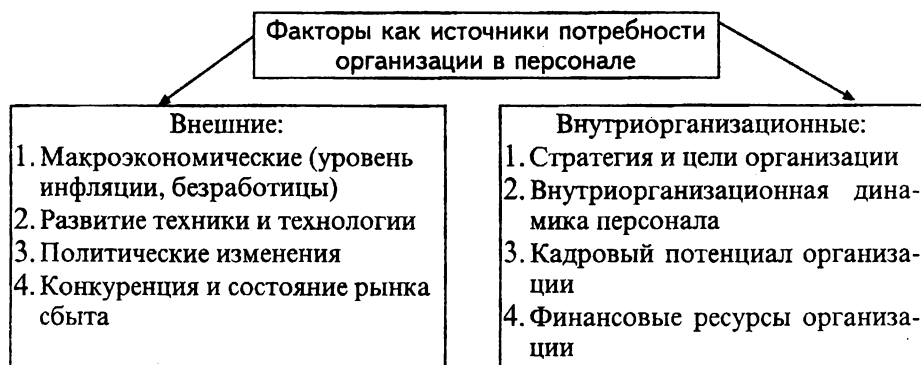 Факторы как источники потребности
организации в персонале
Внешние:
1. Макроэкономические (уровень
инфляции, безработицы)
2. Развитие техники и технологии
3. Политические изменения
4. Конкуренция и состояние рынка
сбыта
Внутриорганизационные:
1. Стратегия и цели организации
2. Внутриорганизационная дина-
мика персонала
3. Кадровый потенциал организа-
ции
4. Финансовые ресурсы организа-
ции